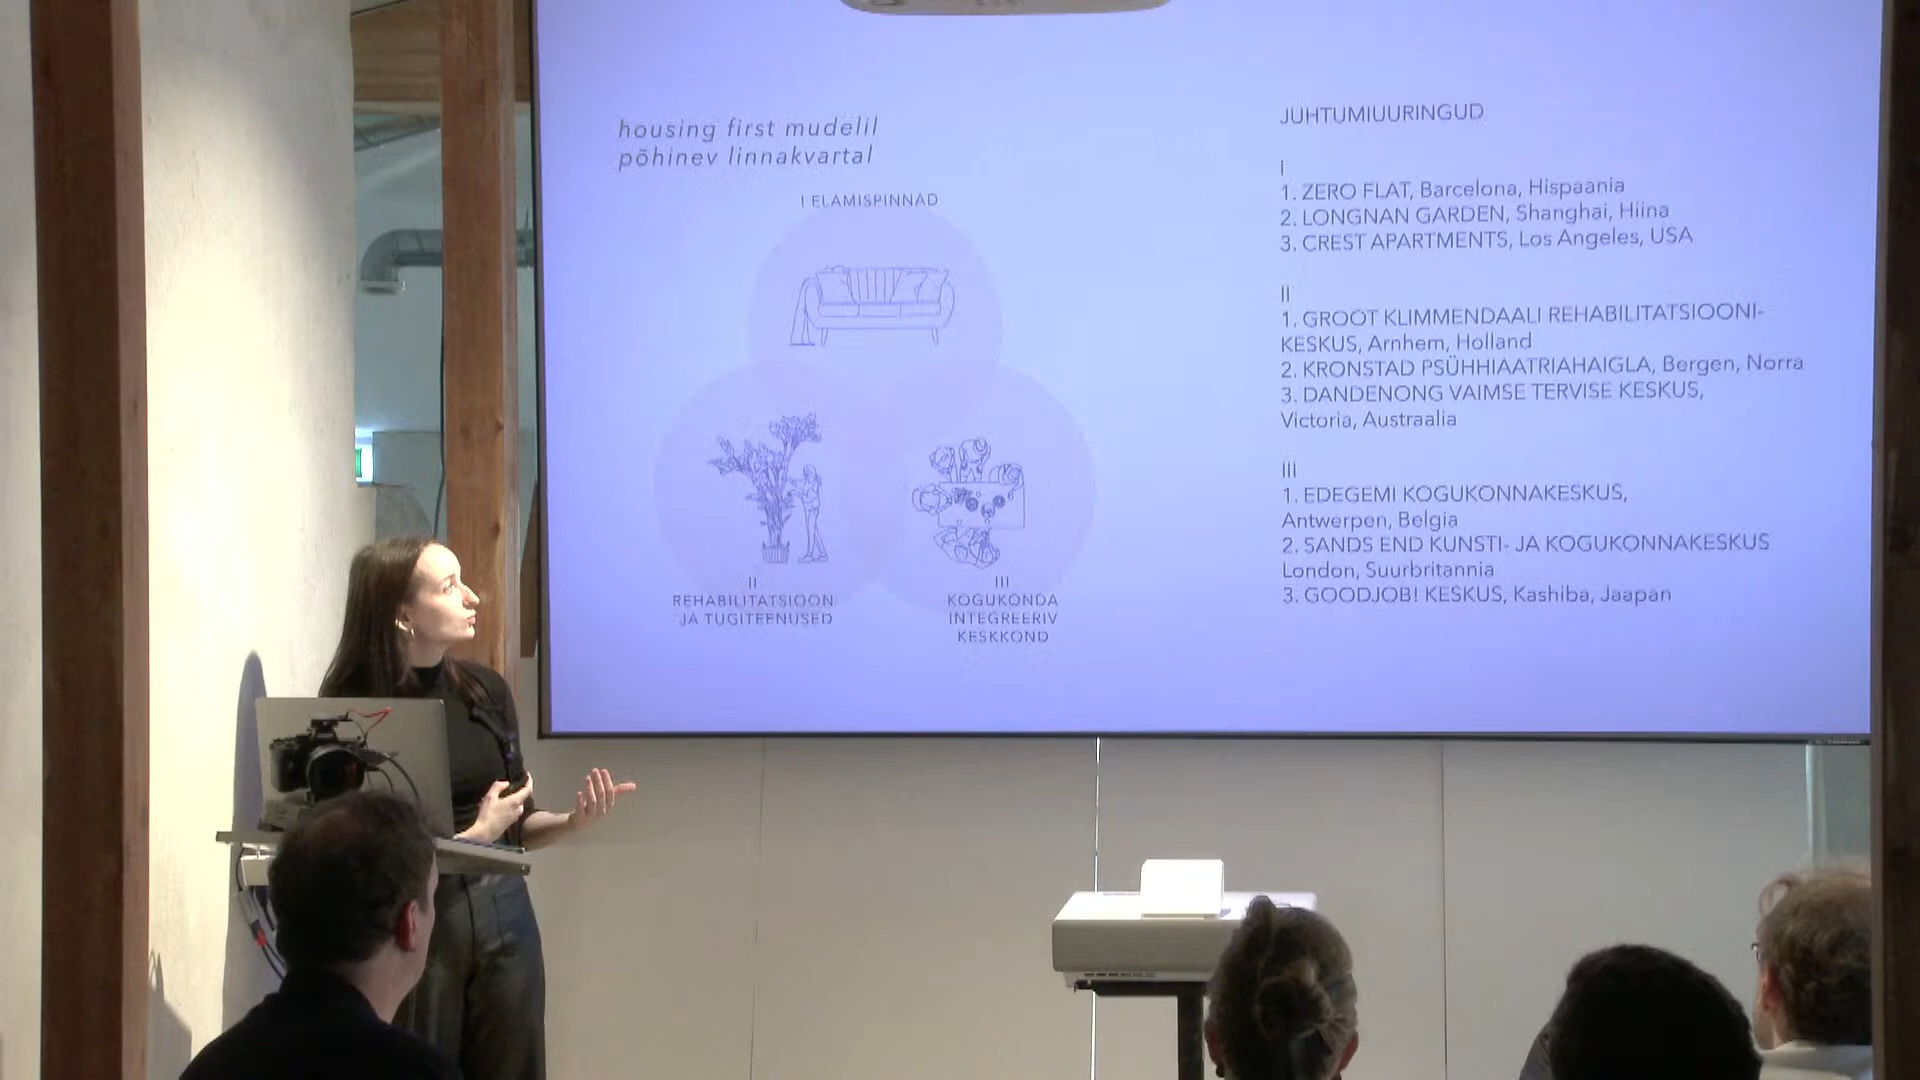 housing first mudelil
põhinev linnakvartal
I ELAMISPINNAD
II
REHABILITATSIOON
JA TUGITEENUSED
III
KOGUKONDA
INTEGREERIV
KESKKOND
JUHTUMIUURINGUD
I
1. ZERO FLAT, Barcelona, Hispaania
2. LONGNAN GARDEN, Shanghai, Hiina
3. CREST APARTMENTS, Los Angeles, USA
II
1. GROOT KLIMMENDAALI REHABILITATSIOONI-
KESKUS, Arnhem, Holland
2. KRONSTAD PSÜHHIAATRIAHAIGLA, Bergen, Norra
3. DANDENONG VAIMSE TERVISE KESKUS,
Victoria, Austraalia
III
1. EDEGEMI KOGUKONNAKESKUS,
Antwerpen, Belgia
2. SANDS END KUNSTI- JA KOGUKONNAKESKUS
London, Suurbritannia
3. GOODJOB! KESKUS, Kashiba, Jaapan